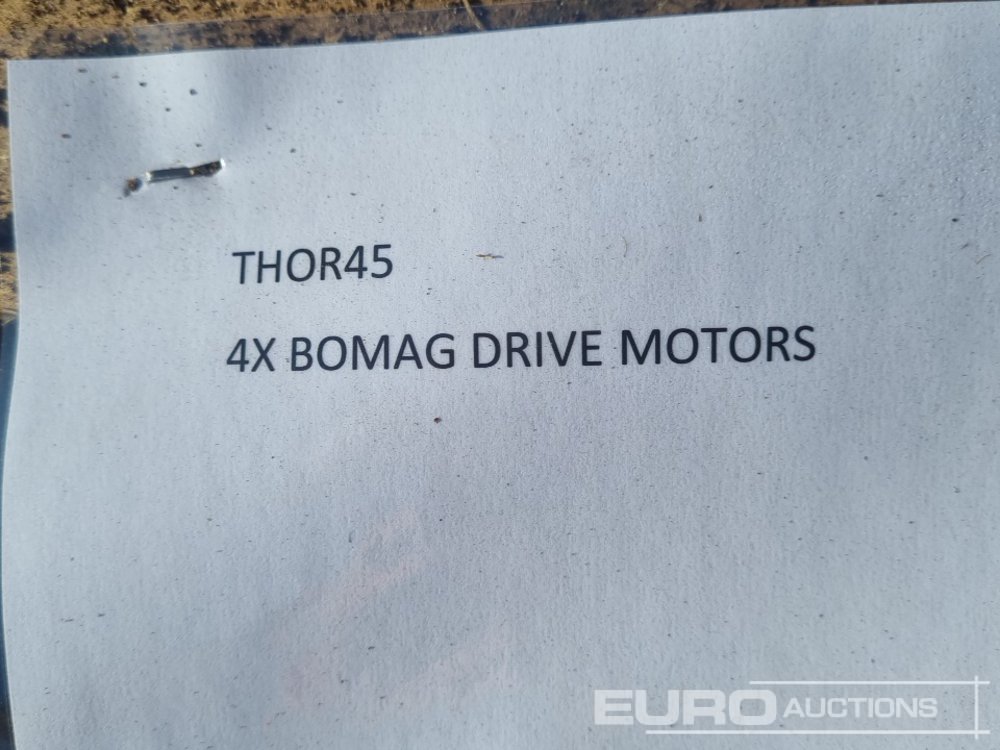 THOR45
4X BOMAG DRIVE MOTORS
EURO AUCTIONS